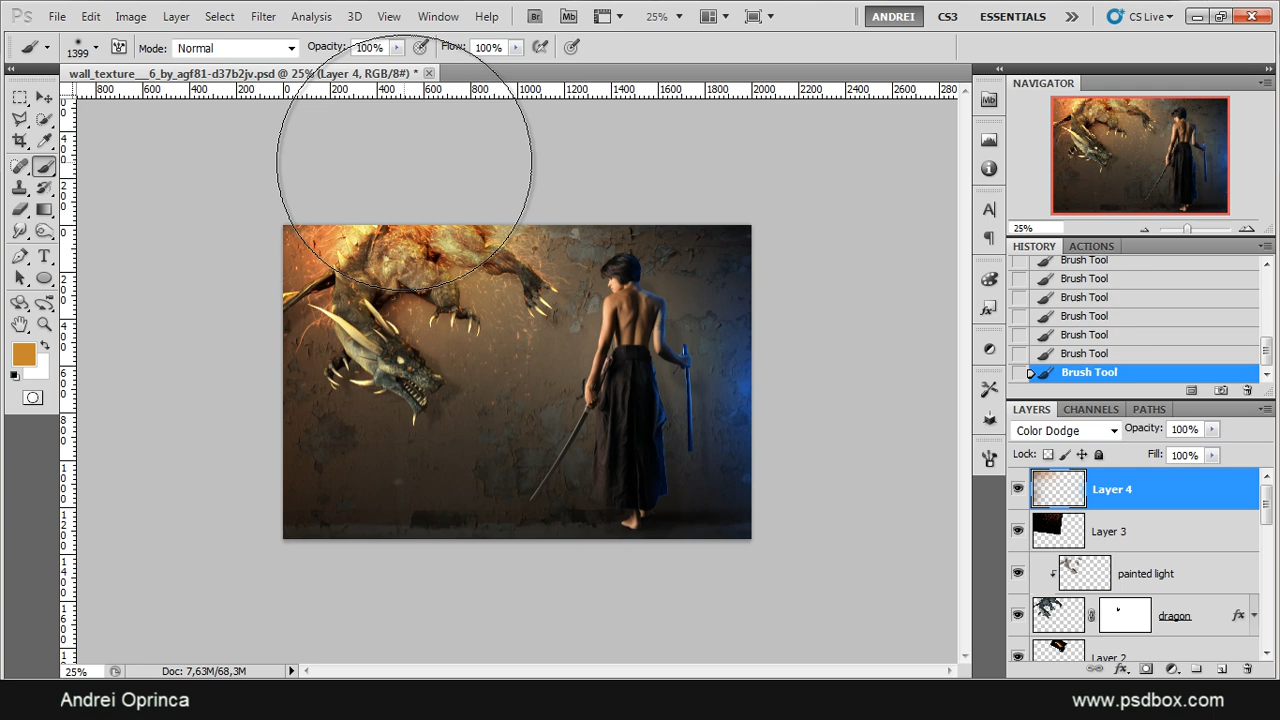 Ps File Edit Image Layer Select Filter Analysis 3D View Window Help Br Mb 25% ANDREI CS3 ESSENTIALS CS Live
1399 Mode: Normal Opacity: 100% Flow: 100%
wall_texture___6_by_agf81-d37b2jv.psd @ 25% (Layer 4, RGB/8#) *
800 600 400 200 0 200 400 600 800 1000 1200 1400 1600 1800 2000 2200 2400 2600 280
NAVIGATOR
Mb
25%
HISTORY ACTIONS
Brush Tool
Brush Tool
Brush Tool
Brush Tool
Brush Tool
Brush Tool
Brush Tool
LAYERS CHANNELS PATHS
Color Dodge Opacity: 100%
Lock: Fill: 100%
Layer 4
Layer 3
painted light
dragon fx
Layer 2
25% Doc: 7,63M/68,3M
Andrei Oprinca www.psdbox.com